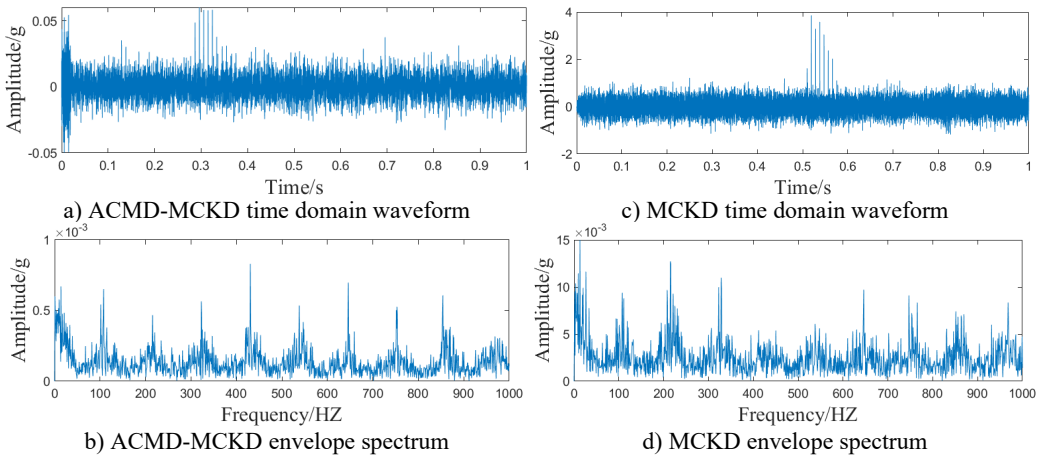 0.05
0
-0.05
Amplitude/g
0 0.1 0.2 0.3 0.4 0.5 0.6 0.7 0.8 0.9 1
Time/s
a) ACMD-MCKD time domain waveform
4
2
0
-2
Amplitude/g
0 0.1 0.2 0.3 0.4 0.5 0.6 0.7 0.8 0.9 1
Time/s
c) MCKD time domain waveform
×10⁻³
1
0.5
0
Amplitude/g
0 100 200 300 400 500 600 700 800 900 1000
Frequency/HZ
b) ACMD-MCKD envelope spectrum
×10⁻³
15
10
5
0
Amplitude/g
0 100 200 300 400 500 600 700 800 900 1000
Frequency/HZ
d) MCKD envelope spectrum